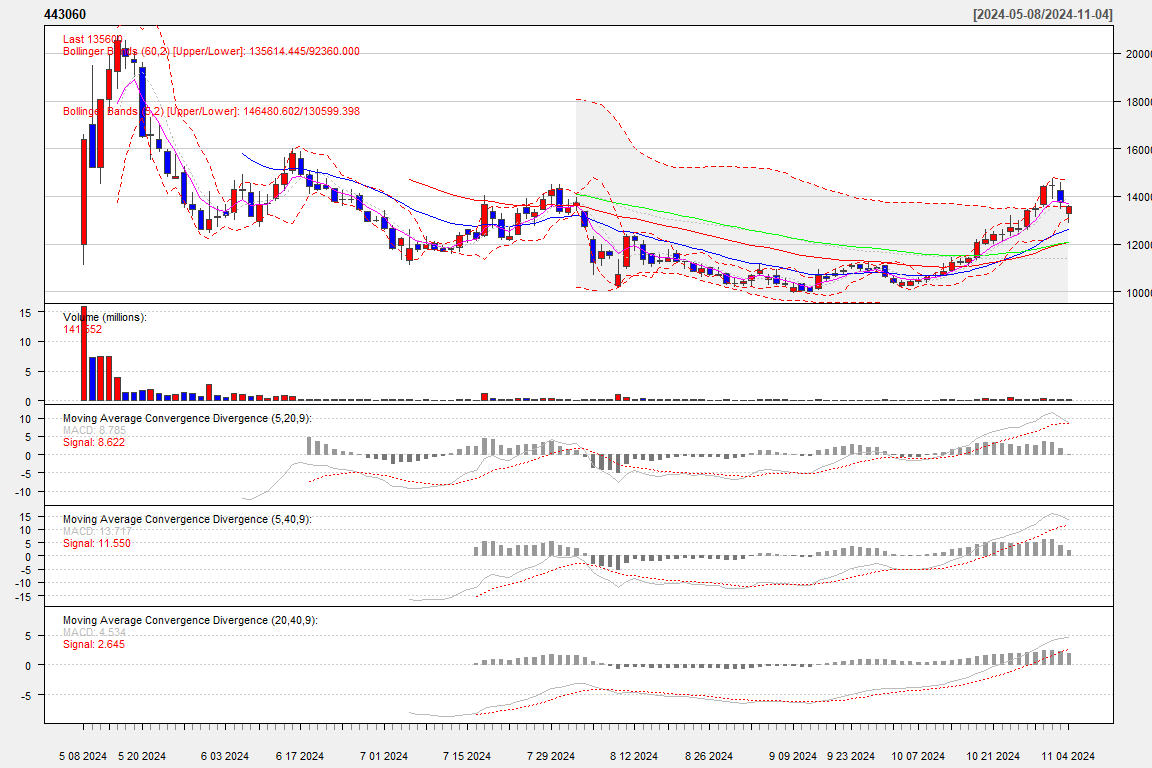 443060 [2024-05-08/2024-11-04]
Last 135600
Bollinger Bands (60,2) [Upper/Lower]: 135614.445/92360.000
Bollinger Bands (5,2) [Upper/Lower]: 146480.602/130599.398
20000
18000
16000
14000
12000
10000
Volume (millions):
141,552
15
10
5
0
Moving Average Convergence Divergence (5,20,9):
MACD: 8.785
Signal: 8.622
10
5
0
-5
-10
Moving Average Convergence Divergence (5,40,9):
MACD: 13.717
Signal: 11.550
15
10
5
0
-5
-10
-15
Moving Average Convergence Divergence (20,40,9):
MACD: 4.534
Signal: 2.645
5
0
-5
5 08 2024 5 20 2024 6 03 2024 6 17 2024 7 01 2024 7 15 2024 7 29 2024 8 12 2024 8 26 2024 9 09 2024 9 23 2024 10 07 2024 10 21 2024 11 04 2024